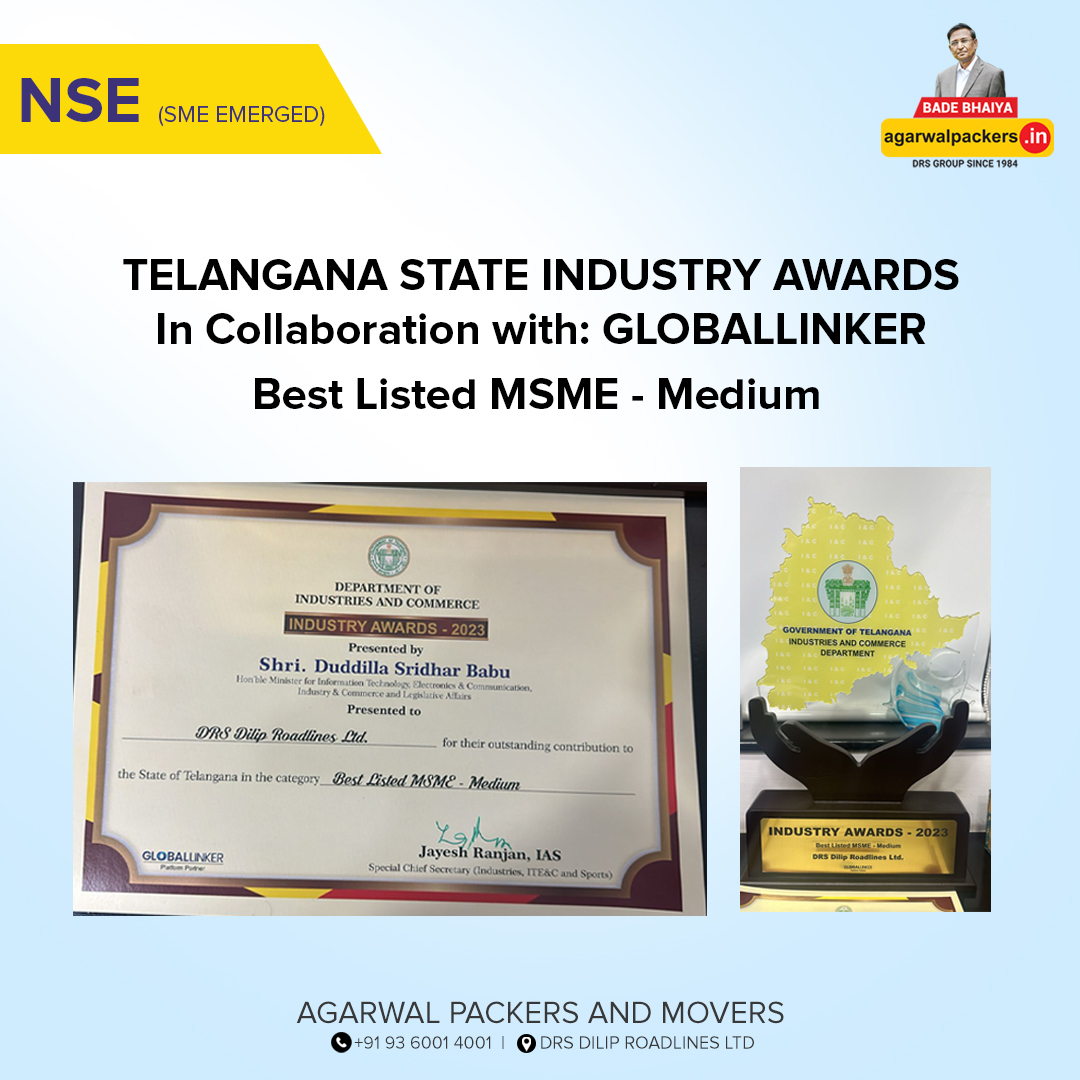 NSE (SME EMERGED)
BADE BHAIYA
agarwalpackers.in
DRS GROUP SINCE 1984
TELANGANA STATE INDUSTRY AWARDS
In Collaboration with: GLOBALLINKER
Best Listed MSME - Medium
DEPARTMENT OF
INDUSTRIES AND COMMERCE
INDUSTRY AWARDS - 2023
Presented by
Shri. Duddilla Sridhar Babu
Hon'ble Minister for Information Technology, Electronics & Communication,
Industry & Commerce and Legislative Affairs
Presented to
DRS Dilip Roadlines Ltd. for their outstanding contribution to
the State of Telangana in the category Best Listed MSME - Medium
GLOBALLINKER
Platform Partner
Jayesh Ranjan, IAS
Special Chief Secretary (Industries, ITE&C and Sports)
I & C
GOVERNMENT OF TELANGANA
INDUSTRIES AND COMMERCE
DEPARTMENT
INDUSTRY AWARDS - 2023
Best Listed MSME - Medium
DRS Dilip Roadlines Ltd.
GLOBALLINKER
AGARWAL PACKERS AND MOVERS
+91 93 6001 4001 | DRS DILIP ROADLINES LTD